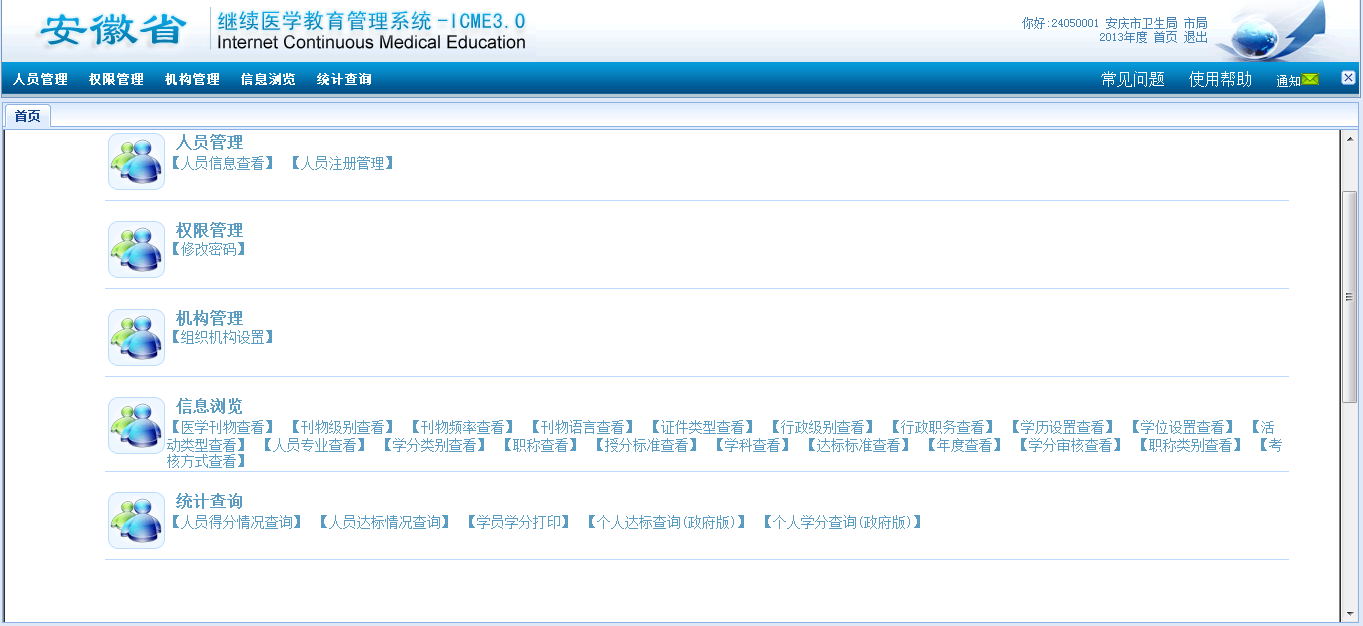 安徽省
继续医学教育管理系统-ICME3.0
Internet Continuous Medical Education
你好:24050001 安庆市卫生局 市局
2013年度 首页 退出
人员管理 权限管理 机构管理 信息浏览 统计查询 常见问题 使用帮助 通知
首页
人员管理
【人员信息查看】 【人员注册管理】
权限管理
【修改密码】
机构管理
【组织机构设置】
信息浏览
【医学刊物查看】 【刊物级别查看】 【刊物频率查看】 【刊物语言查看】 【证件类型查看】 【行政级别查看】 【行政职务查看】 【学历设置查看】 【学位设置查看】 【活
动类型查看】 【人员专业查看】 【学分类别查看】 【职称查看】 【授分标准查看】 【学科查看】 【达标标准查看】 【年度查看】 【学分审核查看】 【职称类别查看】 【考
核方式查看】
统计查询
【人员得分情况查询】 【人员达标情况查询】 【学员学分打印】 【个人达标查询(政府版)】 【个人学分查询(政府版)】